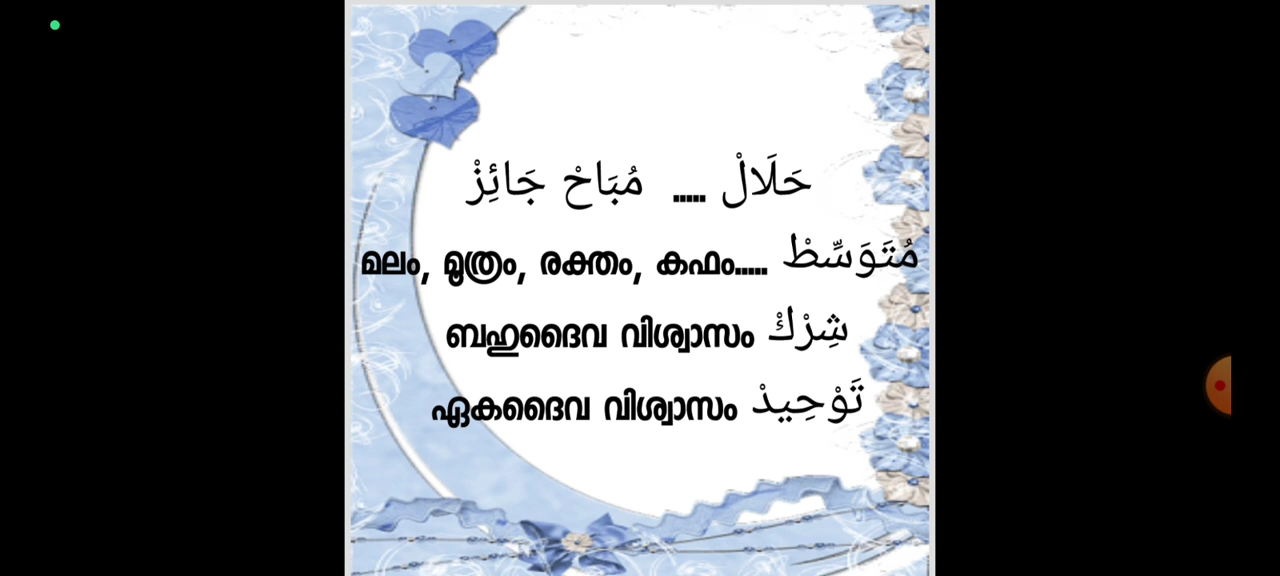 حَلَالْ ..... مُبَاحْ جَائِزْ
مُتَوَسِّطْ മലം, മൂത്രം, രക്തം, കഫം.....
شِرْكْ ബഹുദൈവ വിശ്വാസം
تَوْحِيدْ ഏകദൈവ വിശ്വാസം